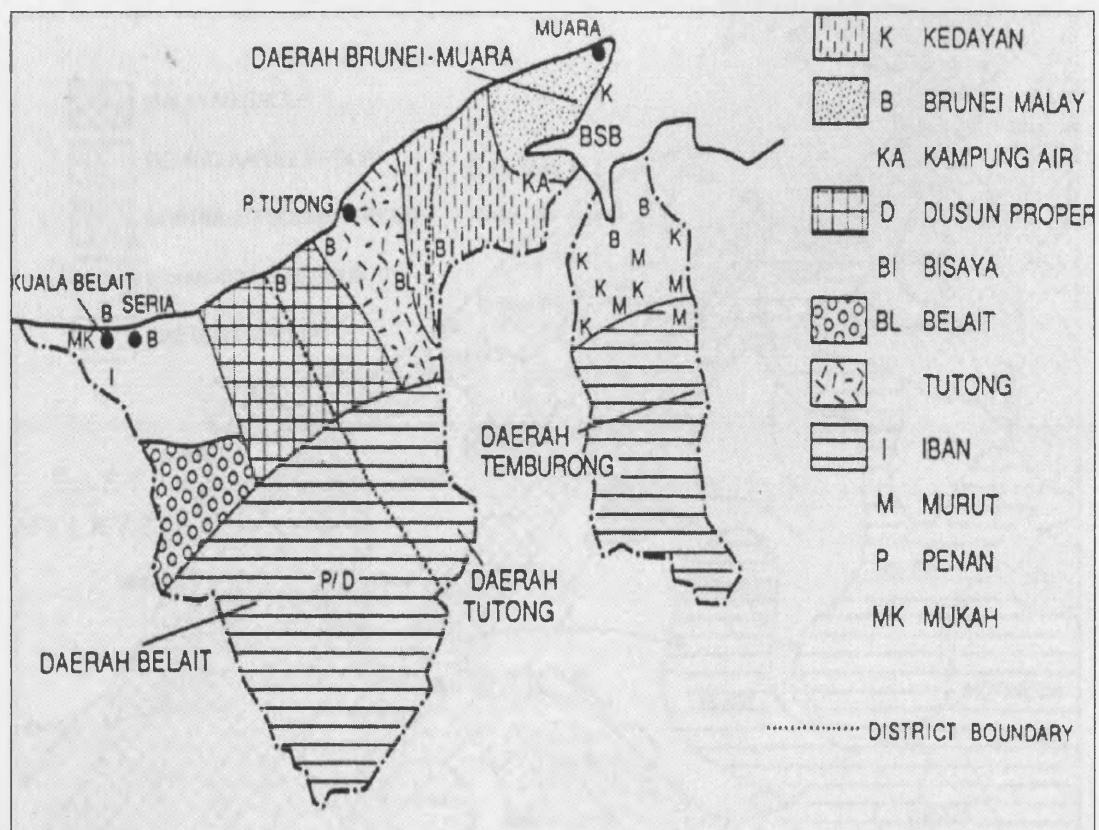 MUARA
DAERAH BRUNEI-MUARA
K
BSB
KA
P. TUTONG
B
B
K
B
M
K
K
K
M
M
M
K
B
BI
BL
B
KUALA BELAIT
SERIA
B
MK
B
I
DAERAH
TEMBURONG
P/D
DAERAH
TUTONG
DAERAH BELAIT
K KEDAYAN
B BRUNEI MALAY
KA KAMPUNG AIR
D DUSUN PROPER
BI BISAYA
BL BELAIT
TUTONG
I IBAN
M MURUT
P PENAN
MK MUKAH
DISTRICT BOUNDARY